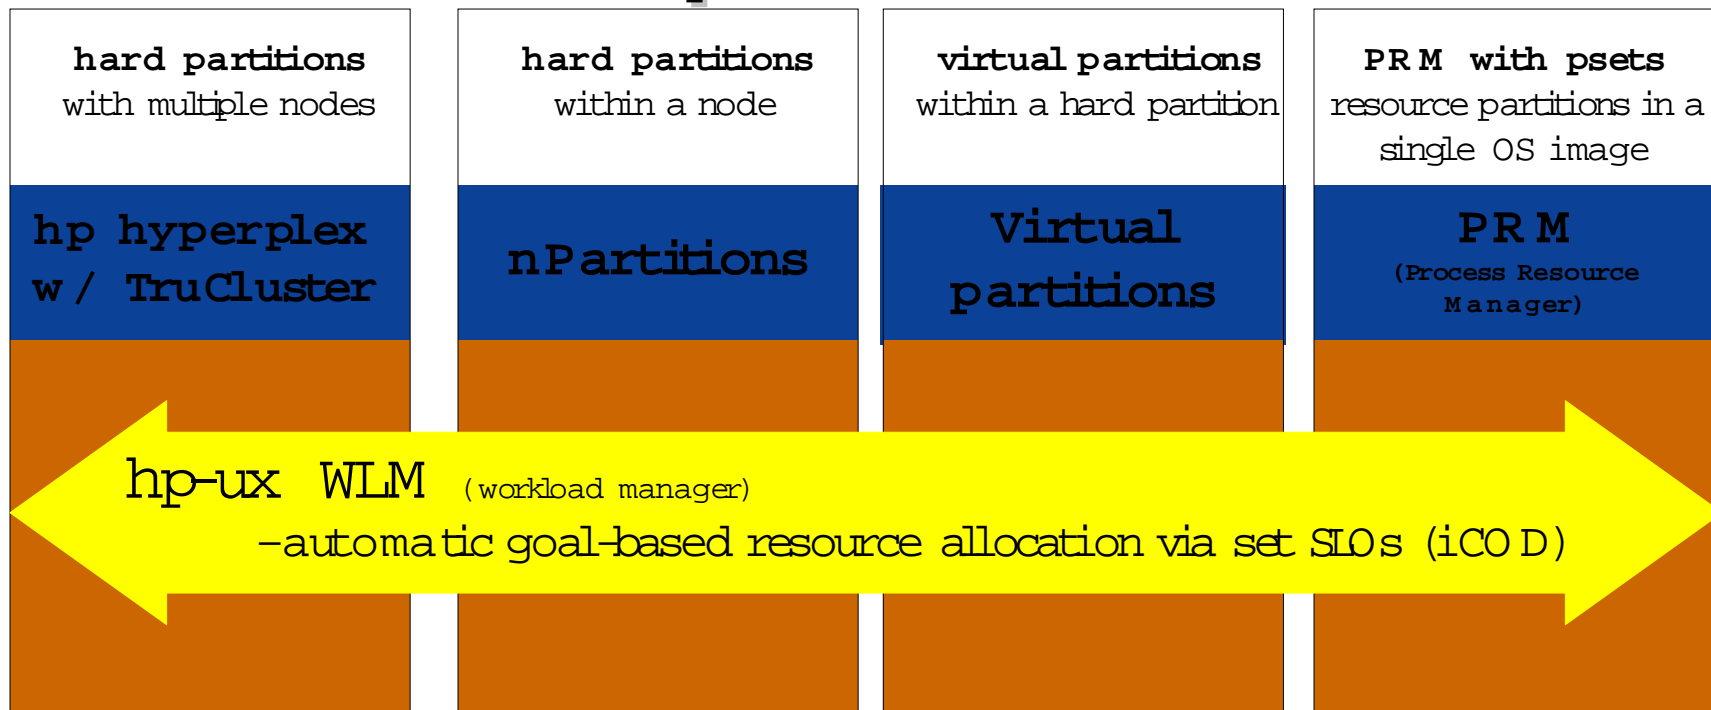 hard partitions
with multiple nodes
hp hyperplex
w/ TruCluster
hard partitions
within a node
nPartitions
virtual partitions
within a hard partition
Virtual
partitions
PRM with psets
resource partitions in a
single OS image
PRM
(Process Resource
Manager)
hp-ux WLM (workload manager)
-automatic goal-based resource allocation via set SLOs (iCOD)